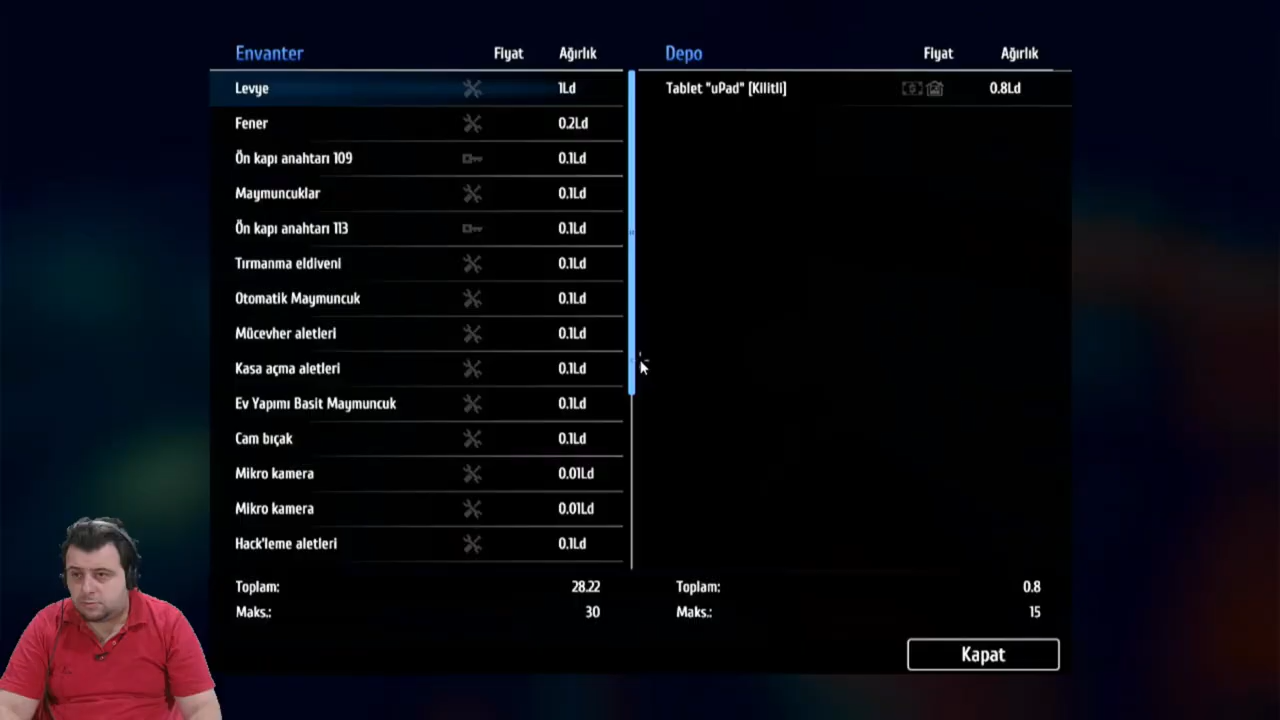 Envanter Fiyat Ağırlık
Levye 1Ld
Fener 0.2Ld
Ön kapı anahtarı 109 0.1Ld
Maymuncuklar 0.1Ld
Ön kapı anahtarı 113 0.1Ld
Tırmanma eldiveni 0.1Ld
Otomatik Maymuncuk 0.1Ld
Mücevher aletleri 0.1Ld
Kasa açma aletleri 0.1Ld
Ev Yapımı Basit Maymuncuk 0.1Ld
Cam bıçak 0.1Ld
Mikro kamera 0.01Ld
Mikro kamera 0.01Ld
Hack'leme aletleri 0.1Ld
Toplam: 28.22
Maks.: 30
Depo Fiyat Ağırlık
Tablet "uPad" [Kilitli] 0.8Ld
Toplam: 0.8
Maks.: 15
Kapat